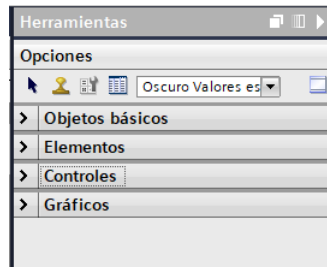 Herramientas
Opciones
Oscuro Valores es
Objetos básicos
Elementos
Controles
Gráficos